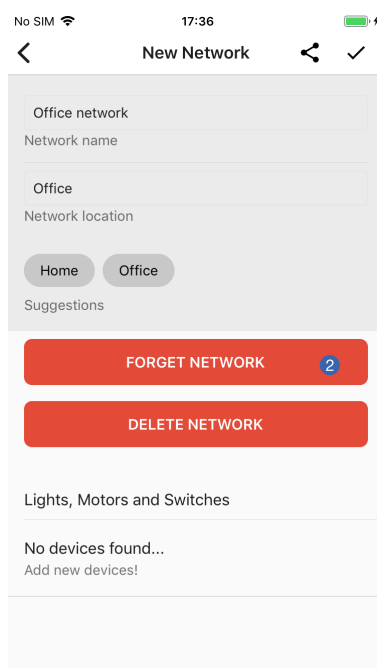 No SIM 17:36
New Network
Office network
Network name
Office
Network location
Home Office
Suggestions
FORGET NETWORK 2
DELETE NETWORK
Lights, Motors and Switches
No devices found...
Add new devices!